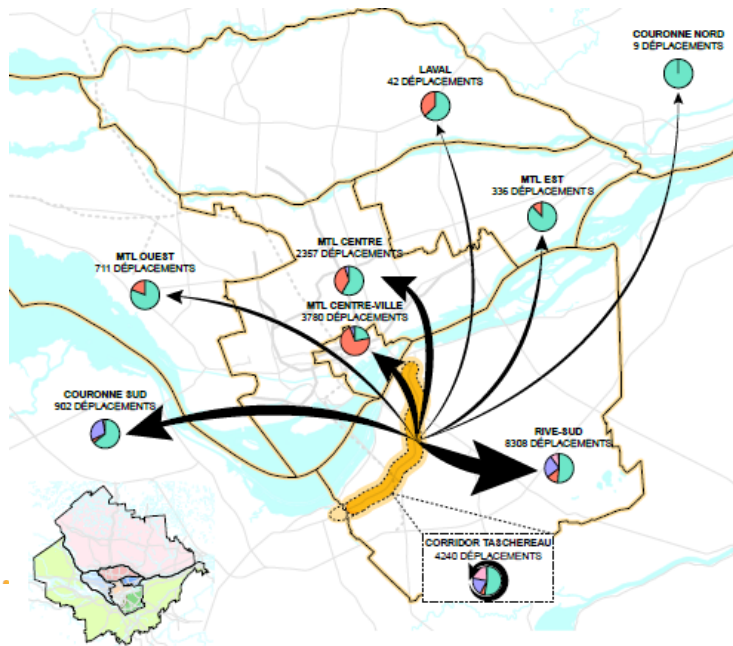 COURONNE NORD
9 DÉPLACEMENTS
LAVAL
42 DÉPLACEMENTS
MTL EST
336 DÉPLACEMENTS
MTL CENTRE
2357 DÉPLACEMENTS
MTL OUEST
711 DÉPLACEMENTS
MTL CENTRE-VILLE
3780 DÉPLACEMENTS
COURONNE SUD
902 DÉPLACEMENTS
RIVE-SUD
8308 DÉPLACEMENTS
CORRIDOR TASCHEREAU
4240 DÉPLACEMENTS